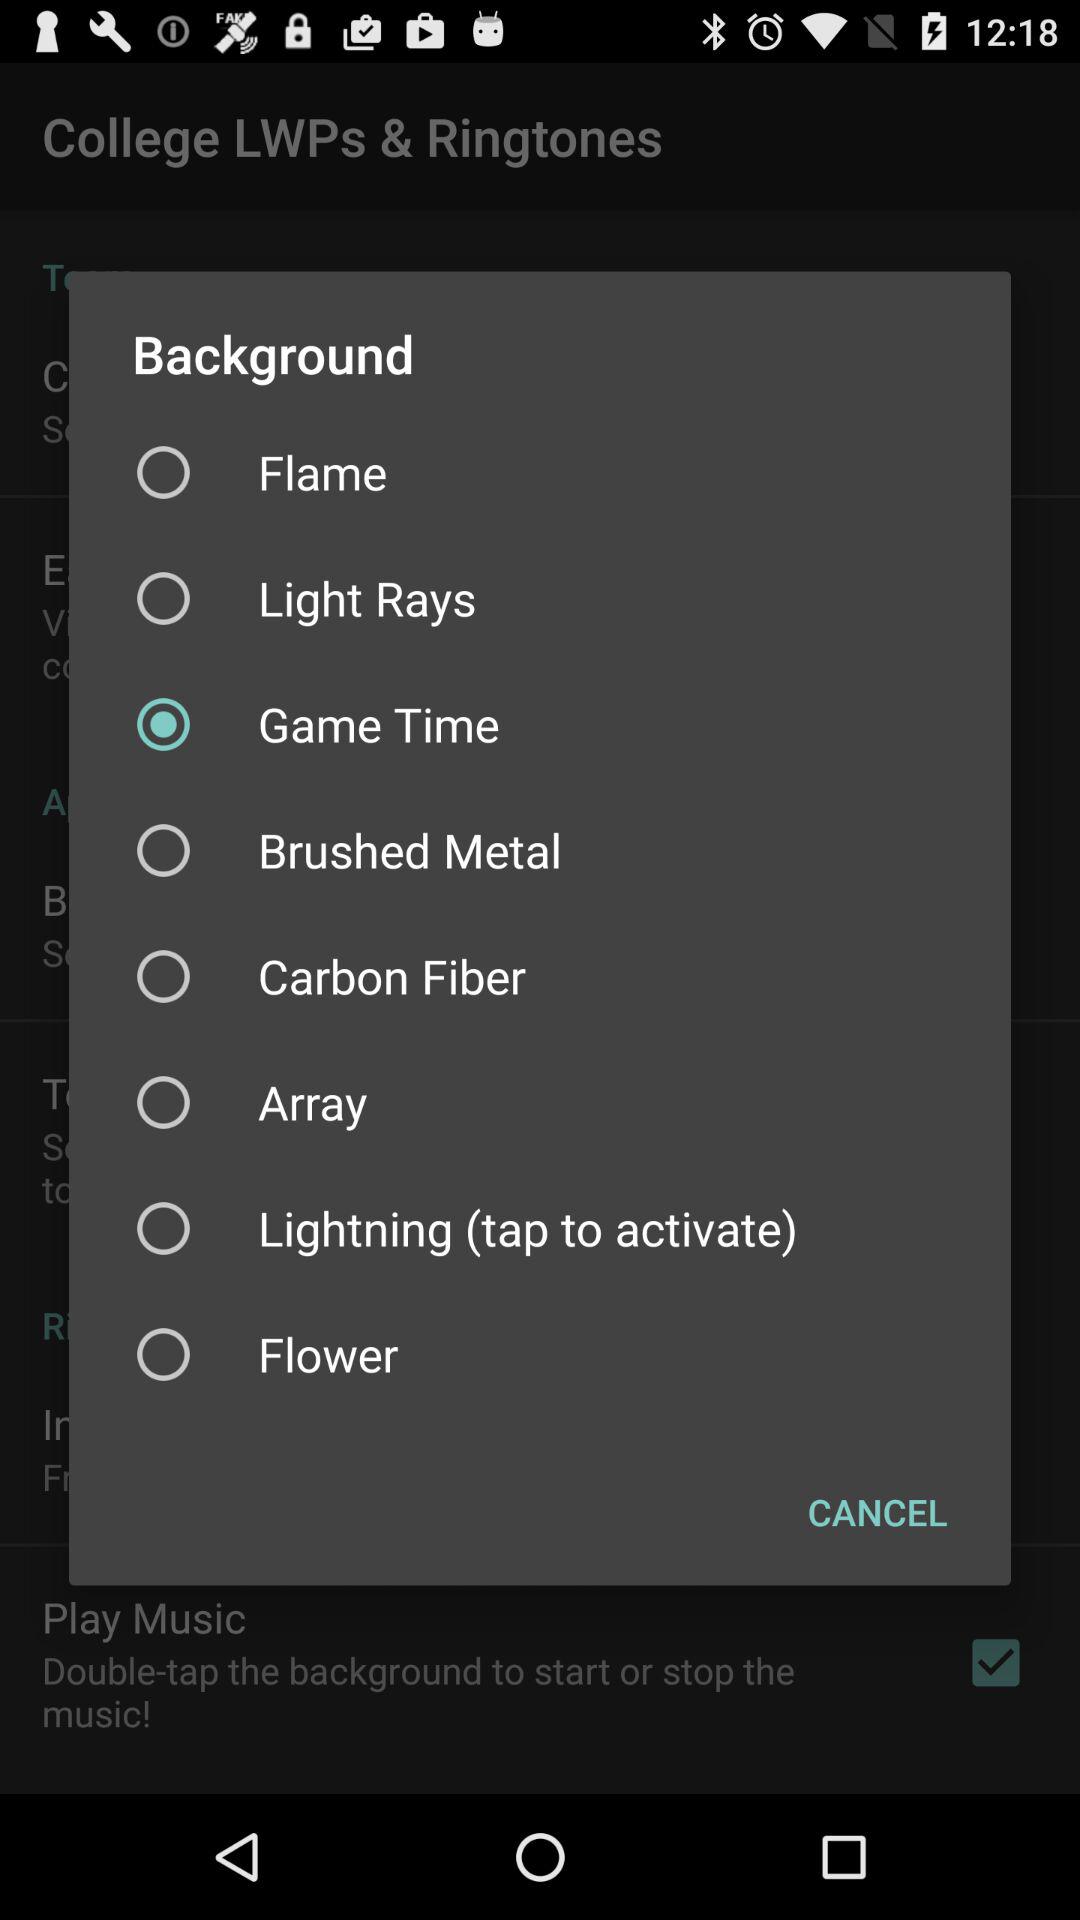 FAKE
12:18
College LWPs & Ringtones
Background
Flame
Light Rays
Game Time
Brushed Metal
Carbon Fiber
Array
Lightning (tap to activate)
Flower
CANCEL
Play Music
Double-tap the background to start or stop the
music!